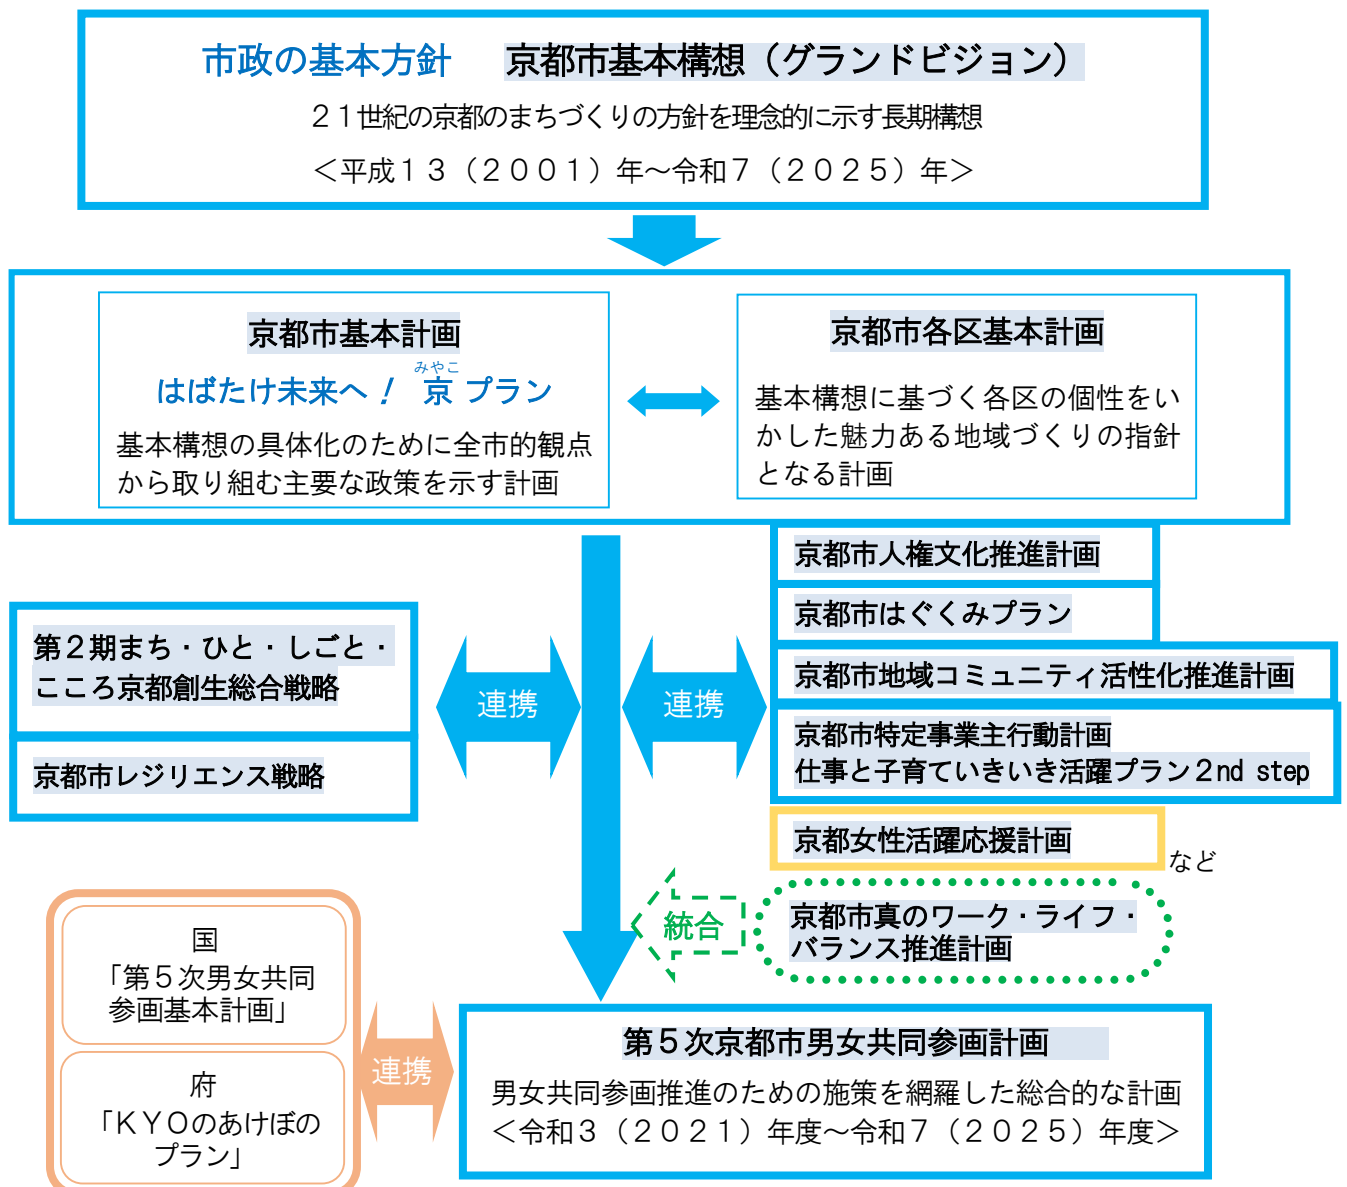 市政の基本方針　京都市基本構想（グランドビジョン）
２１世紀の京都のまちづくりの方針を理念的に示す長期構想
＜平成１３（２００１）年～令和７（２０２５）年＞
京都市基本計画
みやこ
はばたけ未来へ！ 京プラン
基本構想の具体化のために全市的観点
から取り組む主要な政策を示す計画
京都市各区基本計画
基本構想に基づく各区の個性をい
かした魅力ある地域づくりの指針
となる計画
第２期まち・ひと・しごと・
こころ京都創生総合戦略
京都市レジリエンス戦略
連携
連携
京都市人権文化推進計画
京都市はぐくみプラン
京都市地域コミュニティ活性化推進計画
京都市特定事業主行動計画
仕事と子育ていきいき活躍プラン２nd step
京都女性活躍応援計画
など
統合
京都市真のワーク・ライフ・
バランス推進計画
国
「第５次男女共同
参画基本計画」
府
「ＫＹＯのあけぼの
プラン」
連携
第５次京都市男女共同参画計画
男女共同参画推進のための施策を網羅した総合的な計画
＜令和３（２０２１）年度～令和７（２０２５）年度＞